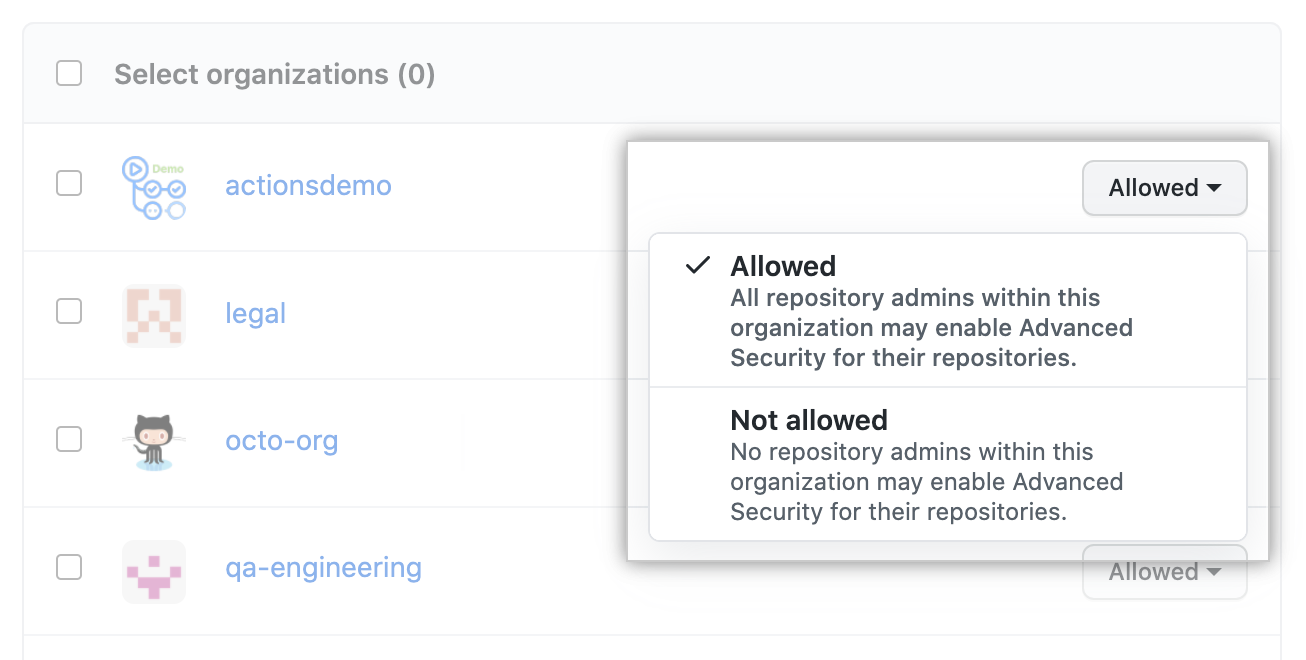 Select organizations (0)
Demo
actionsdemo
Allowed
Allowed
All repository admins within this
organization may enable Advanced
Security for their repositories.
legal
Not allowed
No repository admins within this
organization may enable Advanced
Security for their repositories.
octo-org
qa-engineering
Allowed